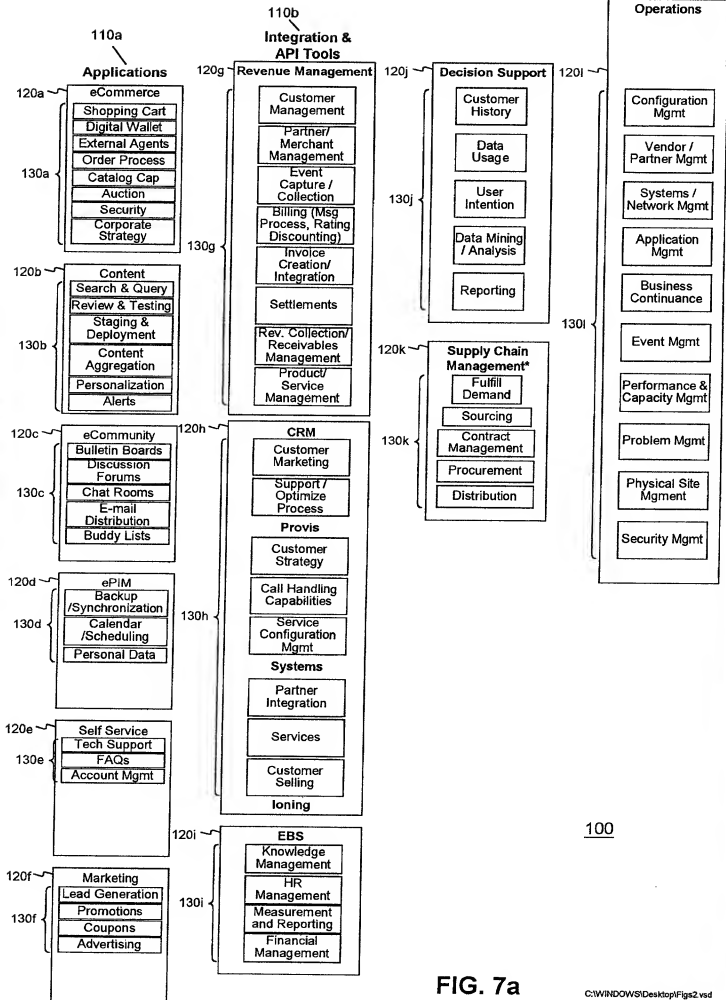 110a
Applications
120a
eCommerce
Shopping Cart
Digital Wallet
External Agents
Order Process
Catalog Cap
Auction
Security
Corporate
Strategy
130a
120b
Content
Search & Query
Review & Testing
Staging &
Deployment
Content
Aggregation
Personalization
Alerts
130b
120c
eCommunity
Bulletin Boards
Discussion
Forums
Chat Rooms
E-mail
Distribution
Buddy Lists
130c
120d
ePIM
Backup
/Synchronization
Calendar
/Scheduling
Personal Data
130d
120e
Self Service
Tech Support
FAQs
Account Mgmt
130e
120f
Marketing
Lead Generation
Promotions
Coupons
Advertising
130f
110b
Integration &
API Tools
120g
Revenue Management
Customer
Management
Partner/
Merchant
Management
Event
Capture /
Collection
Billing (Msg
Process, Rating
Discounting)
Invoice
Creation/
Integration
Settlements
Rev. Collection/
Receivables
Management
Product/
Service
Management
130g
120h
CRM
Customer
Marketing
Support /
Optimize
Process
Provis
Customer
Strategy
Call Handling
Capabilities
Service
Configuration
Mgmt
Systems
Partner
Integration
Services
Customer
Selling
Ioning
130h
120i
EBS
Knowledge
Management
HR
Management
Measurement
and Reporting
Financial
Management
130i
120j
Decision Support
Customer
History
Data
Usage
User
Intention
Data Mining
/ Analysis
Reporting
130j
120k
Supply Chain
Management*
Fulfill
Demand
Sourcing
Contract
Management
Procurement
Distribution
130k
Operations
120l
Configuration
Mgmt
Vendor /
Partner Mgmt
Systems /
Network Mgmt
Application
Mgmt
Business
Continuance
Event Mgmt
Performance &
Capacity Mgmt
Problem Mgmt
Physical Site
Mgment
Security Mgmt
130l
100
FIG. 7a
C:\WINDOWS\Desktop\Figs2.vsd